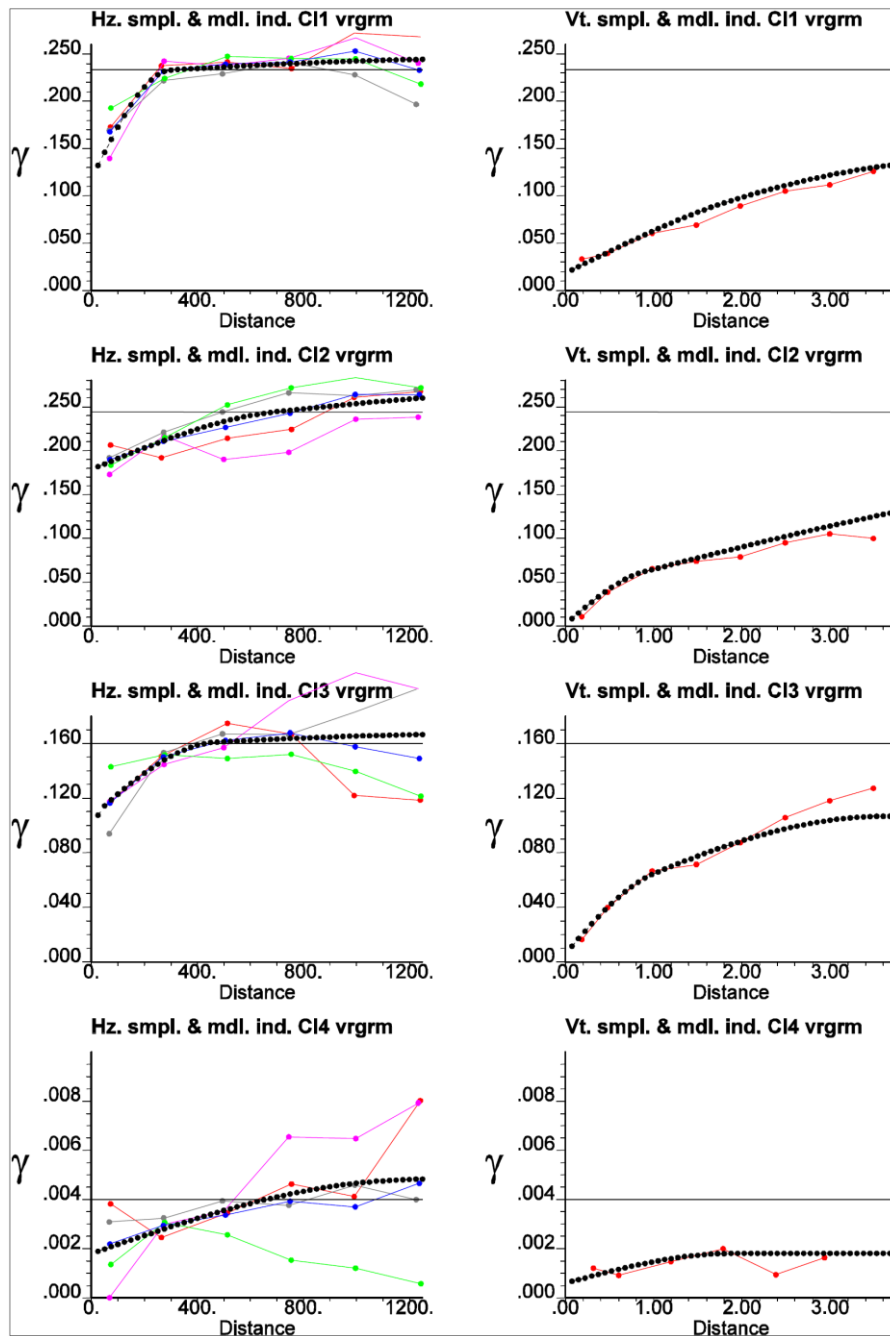 Hz. smpl. & mdl. ind. Cl1 vrgrm
γ
.250
.200
.150
.100
.050
.000
0. 400. 800. 1200.
Distance
Vt. smpl. & mdl. ind. Cl1 vrgrm
γ
.250
.200
.150
.100
.050
.000
.00 1.00 2.00 3.00
Distance
Hz. smpl. & mdl. ind. Cl2 vrgrm
γ
.250
.200
.150
.100
.050
.000
0. 400. 800. 1200.
Distance
Vt. smpl. & mdl. ind. Cl2 vrgrm
γ
.250
.200
.150
.100
.050
.000
.00 1.00 2.00 3.00
Distance
Hz. smpl. & mdl. ind. Cl3 vrgrm
γ
.160
.120
.080
.040
.000
0. 400. 800. 1200.
Distance
Vt. smpl. & mdl. ind. Cl3 vrgrm
γ
.160
.120
.080
.040
.000
.00 1.00 2.00 3.00
Distance
Hz. smpl. & mdl. ind. Cl4 vrgrm
γ
.008
.006
.004
.002
.000
0. 400. 800. 1200.
Distance
Vt. smpl. & mdl. ind. Cl4 vrgrm
γ
.008
.006
.004
.002
.000
.00 1.00 2.00 3.00
Distance